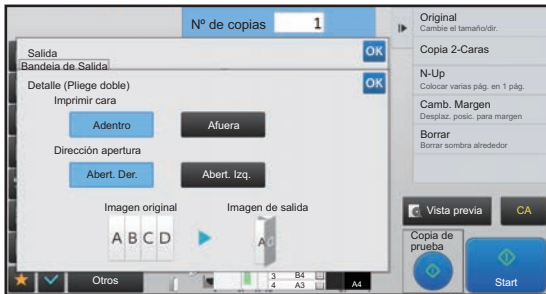 Nº de copias 1
Salida
OK
Bandeja de Salida
Detalle (Pliege doble)
OK
Imprimir cara
Adentro
Afuera
Dirección apertura
Abert. Der.
Abert. Izq.
Imagen original
Imagen de salida
A B C D
A
Otros
3 B4
4 A3
A4
Original
Cambie el tamaño/dir.
Copia 2-Caras
N-Up
Colocar varias pág. en 1 pág.
Camb. Margen
Desplaz. posic. para margen
Borrar
Borrar sombra alrededor
Vista previa
CA
Copia de
prueba
Start